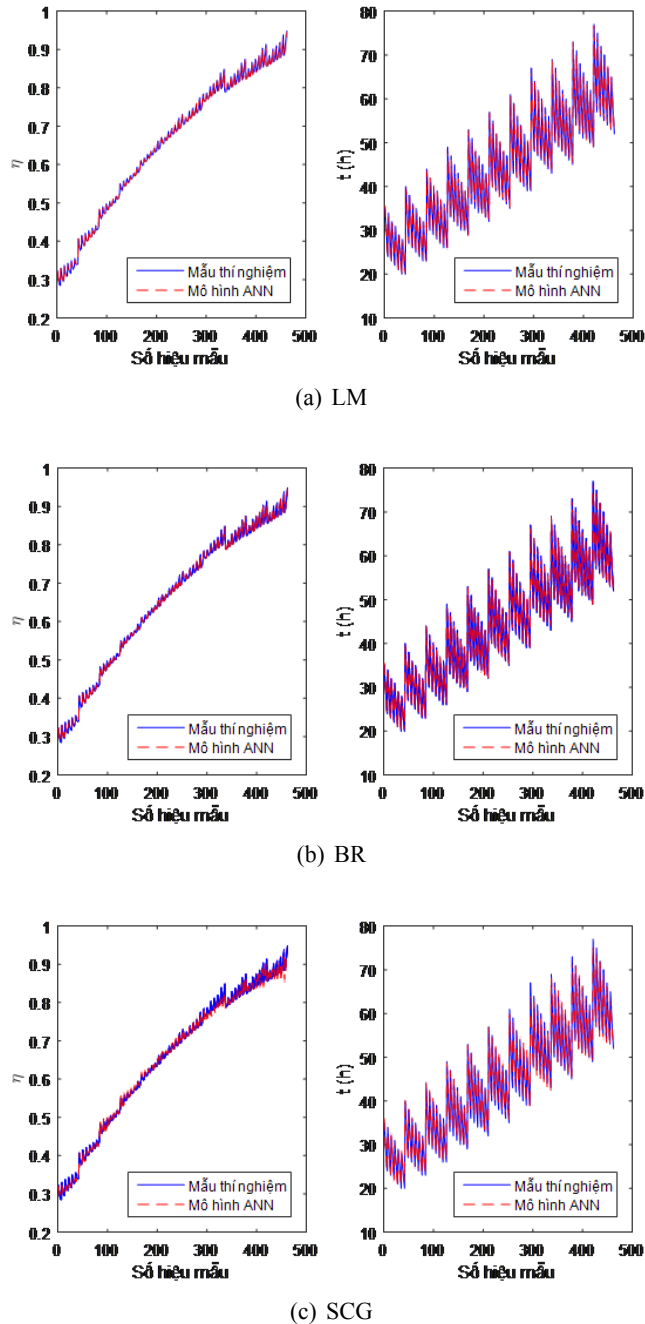 1
0.9
0.8
0.7
0.6
0.5
0.4
0.3
0.2
η
0 100 200 300 400 500
Số hiệu mẫu
Mẫu thí nghiệm
Mô hình ANN
80
70
60
50
40
30
20
10
t (h)
0 100 200 300 400 500
Số hiệu mẫu
Mẫu thí nghiệm
Mô hình ANN
(a) LM
1
0.9
0.8
0.7
0.6
0.5
0.4
0.3
0.2
η
0 100 200 300 400 500
Số hiệu mẫu
Mẫu thí nghiệm
Mô hình ANN
80
70
60
50
40
30
20
10
t (h)
0 100 200 300 400 500
Số hiệu mẫu
Mẫu thí nghiệm
Mô hình ANN
(b) BR
1
0.9
0.8
0.7
0.6
0.5
0.4
0.3
0.2
η
0 100 200 300 400 500
Số hiệu mẫu
Mẫu thí nghiệm
Mô hình ANN
80
70
60
50
40
30
20
10
t (h)
0 100 200 300 400 500
Số hiệu mẫu
Mẫu thí nghiệm
Mô hình ANN
(c) SCG